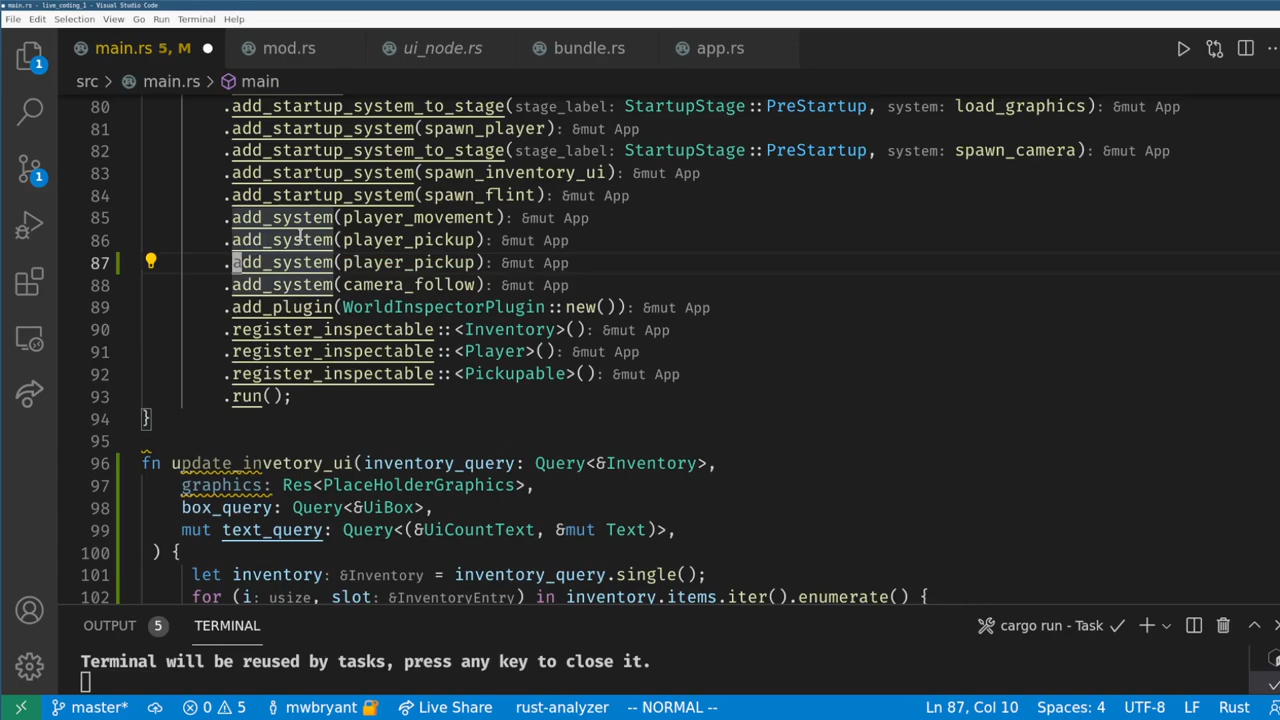 main.rs - live_coding_1 - Visual Studio Code
File Edit Selection View Go Run Terminal Help
main.rs 5, M mod.rs ui_node.rs bundle.rs app.rs
src > main.rs > main
80 .add_startup_system_to_stage(stage_label: StartupStage::PreStartup, system: load_graphics): &mut App
81 .add_startup_system(spawn_player): &mut App
82 .add_startup_system_to_stage(stage_label: StartupStage::PreStartup, system: spawn_camera): &mut App
83 .add_startup_system(spawn_inventory_ui): &mut App
84 .add_startup_system(spawn_flint): &mut App
85 .add_system(player_movement): &mut App
86 .add_system(player_pickup): &mut App
87 .add_system(player_pickup): &mut App
88 .add_system(camera_follow): &mut App
89 .add_plugin(WorldInspectorPlugin::new()): &mut App
90 .register_inspectable::<Inventory>(): &mut App
91 .register_inspectable::<Player>(): &mut App
92 .register_inspectable::<Pickupable>(): &mut App
93 .run();
94 }
95
96 fn update_invetory_ui(inventory_query: Query<&Inventory>,
97 graphics: Res<PlaceHolderGraphics>,
98 box_query: Query<&UiBox>,
99 mut text_query: Query<(&UiCountText, &mut Text)>,
100 ) {
101 let inventory: &Inventory = inventory_query.single();
102 for (i: usize, slot: &InventoryEntry) in inventory.items.iter().enumerate() {
OUTPUT 5 TERMINAL cargo run - Task
Terminal will be reused by tasks, press any key to close it.
master* 0 5 mwbryant Live Share rust-analyzer -- NORMAL -- Ln 87, Col 10 Spaces: 4 UTF-8 LF Rust
1
1